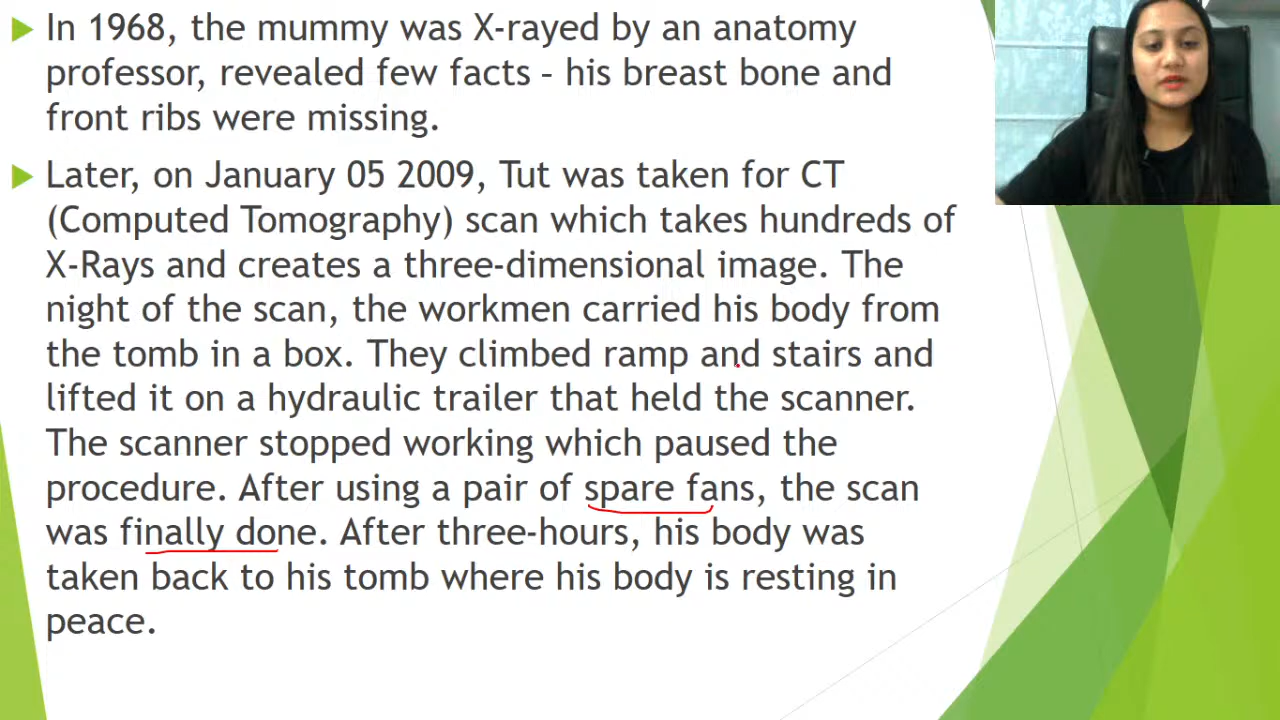 In 1968, the mummy was X-rayed by an anatomy
professor, revealed few facts – his breast bone and
front ribs were missing.
Later, on January 05 2009, Tut was taken for CT
(Computed Tomography) scan which takes hundreds of
X-Rays and creates a three-dimensional image. The
night of the scan, the workmen carried his body from
the tomb in a box. They climbed ramp and stairs and
lifted it on a hydraulic trailer that held the scanner.
The scanner stopped working which paused the
procedure. After using a pair of spare fans, the scan
was finally done. After three-hours, his body was
taken back to his tomb where his body is resting in
peace.